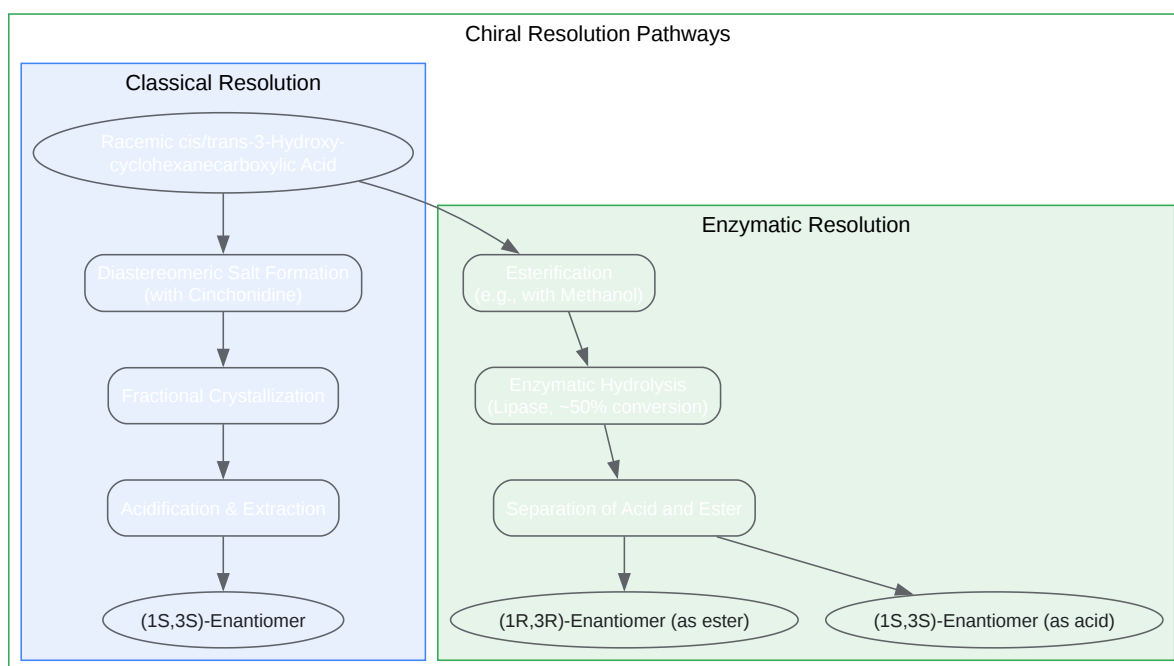 Chiral Resolution Pathways
Classical Resolution
Racemic cis/trans-3-Hydroxy-
cyclohexanecarboxylic Acid
Diastereomeric Salt Formation
(with Cinchonidine)
Fractional Crystallization
Acidification & Extraction
(1S,3S)-Enantiomer
Enzymatic Resolution
Esterification
(e.g., with Methanol)
Enzymatic Hydrolysis
(Lipase, ~50% conversion)
Separation of Acid and Ester
(1R,3R)-Enantiomer (as ester)
(1S,3S)-Enantiomer (as acid)